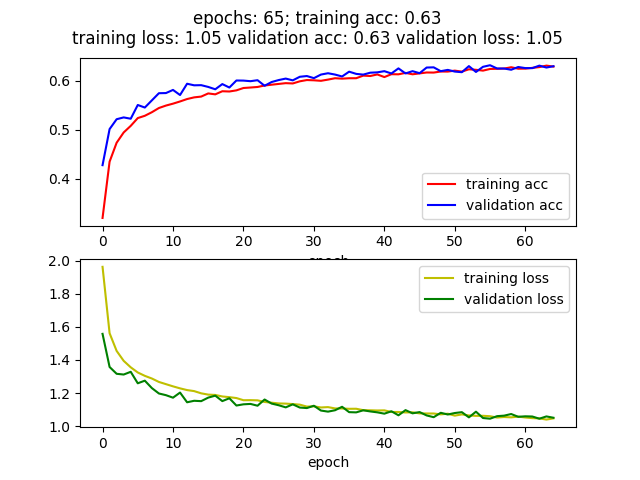 epochs: 65; training acc: 0.63
training loss: 1.05 validation acc: 0.63 validation loss: 1.05
0.6
0.5
0.4
training acc
validation acc
0 10 20 30 40 50 60
epoch
2.0
1.8
1.6
1.4
1.2
1.0
training loss
validation loss
0 10 20 30 40 50 60
epoch